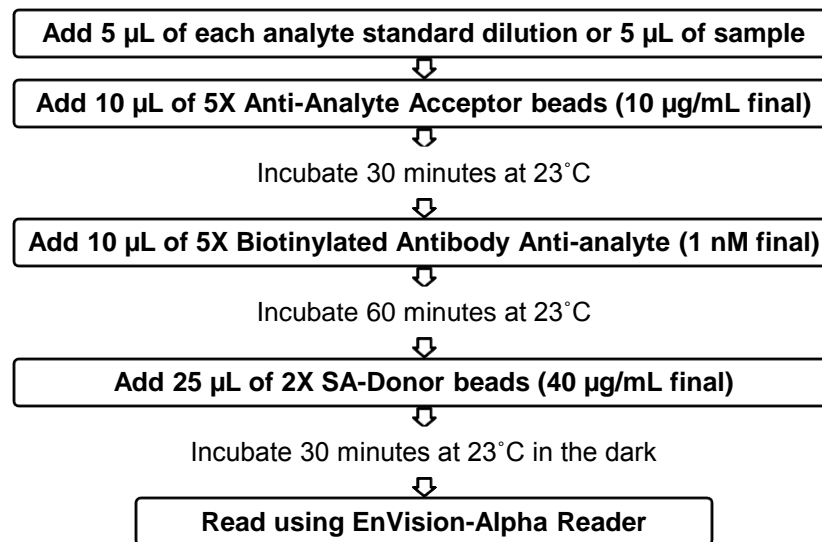 Add 5 µL of each analyte standard dilution or 5 µL of sample
Add 10 µL of 5X Anti-Analyte Acceptor beads (10 µg/mL final)
Incubate 30 minutes at 23˚C
Add 10 µL of 5X Biotinylated Antibody Anti-analyte (1 nM final)
Incubate 60 minutes at 23˚C
Add 25 µL of 2X SA-Donor beads (40 µg/mL final)
Incubate 30 minutes at 23˚C in the dark
Read using EnVision-Alpha Reader